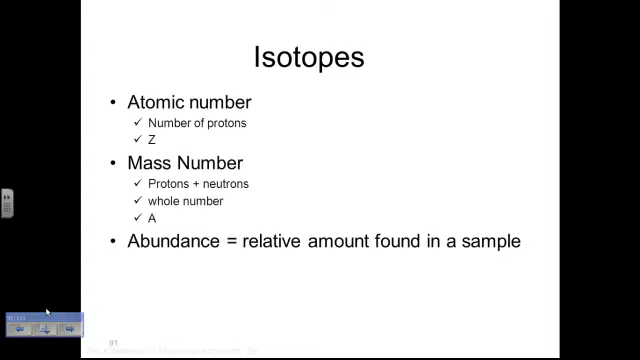 Isotopes
• Atomic number
✓ Number of protons
✓ Z
• Mass Number
✓ Protons + neutrons
✓ whole number
✓ A
• Abundance = relative amount found in a sample
91